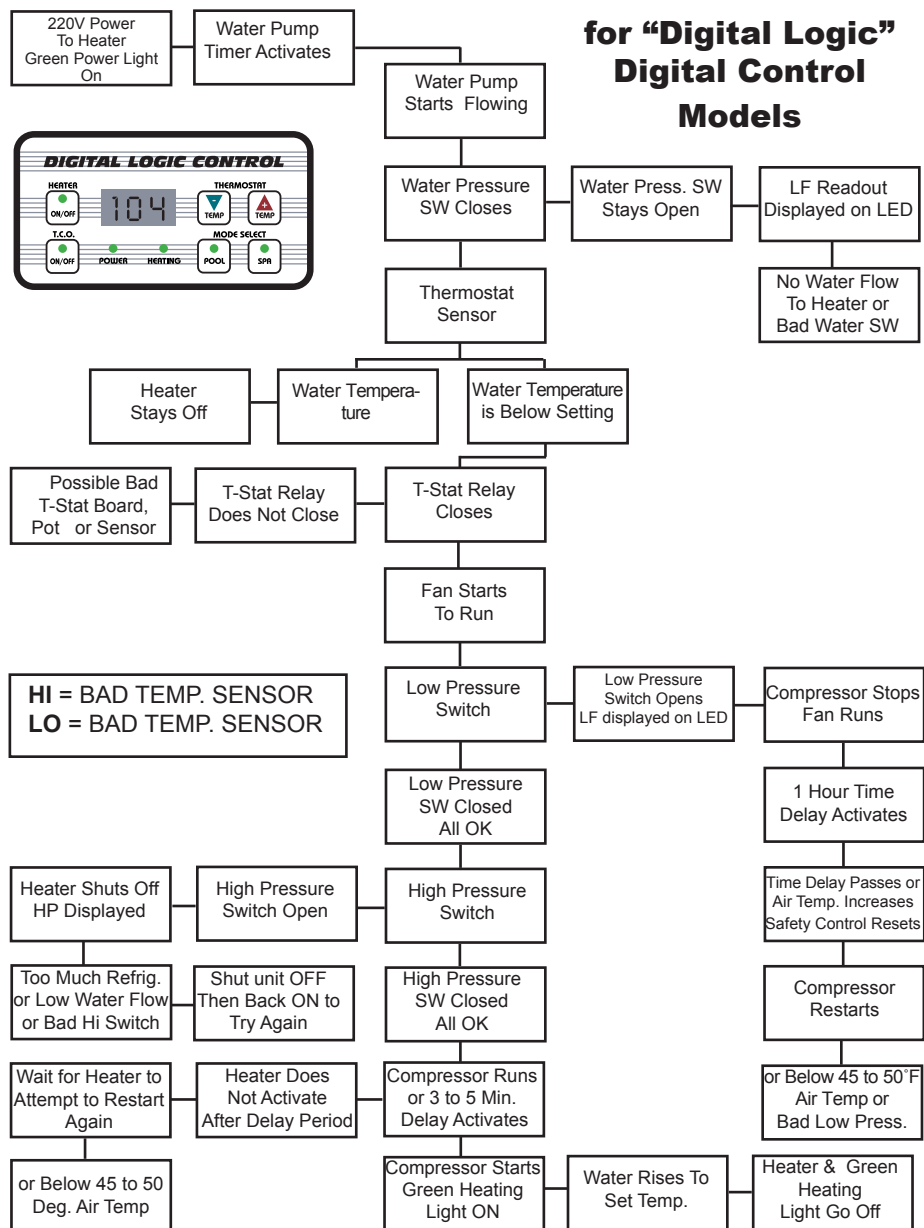 220V Power
To Heater
Green Power Light
On
Water Pump
Timer Activates
for “Digital Logic”
Digital Control
Models
Water Pump
Starts Flowing
DIGITAL LOGIC CONTROL
HEATER
ON/OFF
104
THERMOSTAT
TEMP
TEMP
T.C.O.
ON/OFF
POWER
HEATING
MODE SELECT
POOL
SPA
Water Pressure
SW Closes
Water Press. SW
Stays Open
LF Readout
Displayed on LED
No Water Flow
To Heater or
Bad Water SW
Thermostat
Sensor
Heater
Stays Off
Water Tempera-
ture
Water Temperature
is Below Setting
Possible Bad
T-Stat Board,
Pot or Sensor
T-Stat Relay
Does Not Close
T-Stat Relay
Closes
Fan Starts
To Run
HI = BAD TEMP. SENSOR
LO = BAD TEMP. SENSOR
Low Pressure
Switch
Low Pressure
Switch Opens
LF displayed on LED
Compressor Stops
Fan Runs
Low Pressure
SW Closed
All OK
1 Hour Time
Delay Activates
Heater Shuts Off
HP Displayed
High Pressure
Switch Open
High Pressure
Switch
Time Delay Passes or
Air Temp. Increases
Safety Control Resets
Too Much Refrig.
or Low Water Flow
or Bad Hi Switch
Shut unit OFF
Then Back ON to
Try Again
High Pressure
SW Closed
All OK
Compressor
Restarts
Wait for Heater to
Attempt to Restart
Again
Heater Does
Not Activate
After Delay Period
Compressor Runs
or 3 to 5 Min.
Delay Activates
or Below 45 to 50˚F
Air Temp or
Bad Low Press.
or Below 45 to 50
Deg. Air Temp
Compressor Starts
Green Heating
Light ON
Water Rises To
Set Temp.
Heater & Green
Heating
Light Go Off